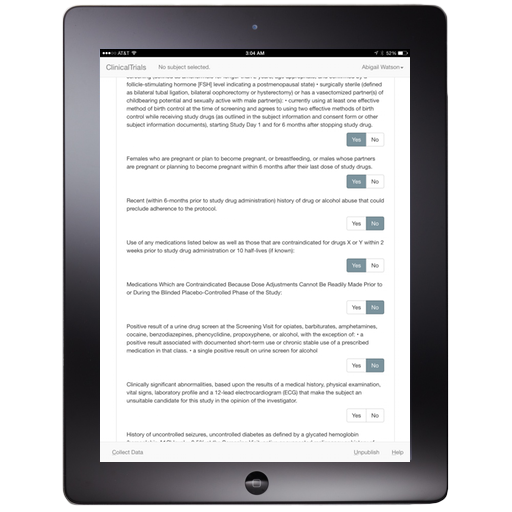 AT&T
3:04 AM
52%
ClinicalTrials No subject selected. Abigail Watson
follicle-stimulating hormone [FSH] level indicating a postmenopausal state) • surgically sterile (defined
as bilateral tubal ligation, bilateral oophorectomy or hysterectomy) or has a vasectomized partner(s) of
childbearing potential and sexually active with male partner(s): • currently using at least one effective
method of birth control at the time of screening and agrees to using two effective methods of birth
control while receiving study drugs (as outlined in the subject information and consent form or other
subject information documents), starting Study Day 1 and for 6 months after stopping study drug.
Yes No
Females who are pregnant or plan to become pregnant, or breastfeeding, or males whose partners
are pregnant or planning to become pregnant within 6 months after their last dose of study drugs.
Yes No
Recent (within 6-months prior to study drug administration) history of drug or alcohol abuse that could
preclude adherence to the protocol.
Yes No
Use of any medications listed below as well as those that are contraindicated for drugs X or Y within 2
weeks prior to study drug administration or 10 half-lives (if known):
Yes No
Medications Which are Contraindicated Because Dose Adjustments Cannot Be Readily Made Prior to
or During the Blinded Placebo-Controlled Phase of the Study:
Yes No
Positive result of a urine drug screen at the Screening Visit for opiates, barbiturates, amphetamines,
cocaine, benzodiazepines, phencyclidine, propoxyphene, or alcohol, with the exception of: • a
positive result associated with documented short-term use or chronic stable use of a prescribed
medication in that class. • a single positive result on urine screen for alcohol
Yes No
Clinically significant abnormalities, based upon the results of a medical history, physical examination,
vital signs, laboratory profile and a 12-lead electrocardiogram (ECG) that make the subject an
unsuitable candidate for this study in the opinion of the investigator.
Yes No
History of uncontrolled seizures, uncontrolled diabetes as defined by a glycated hemoglobin
Collect Data Unpublish Help